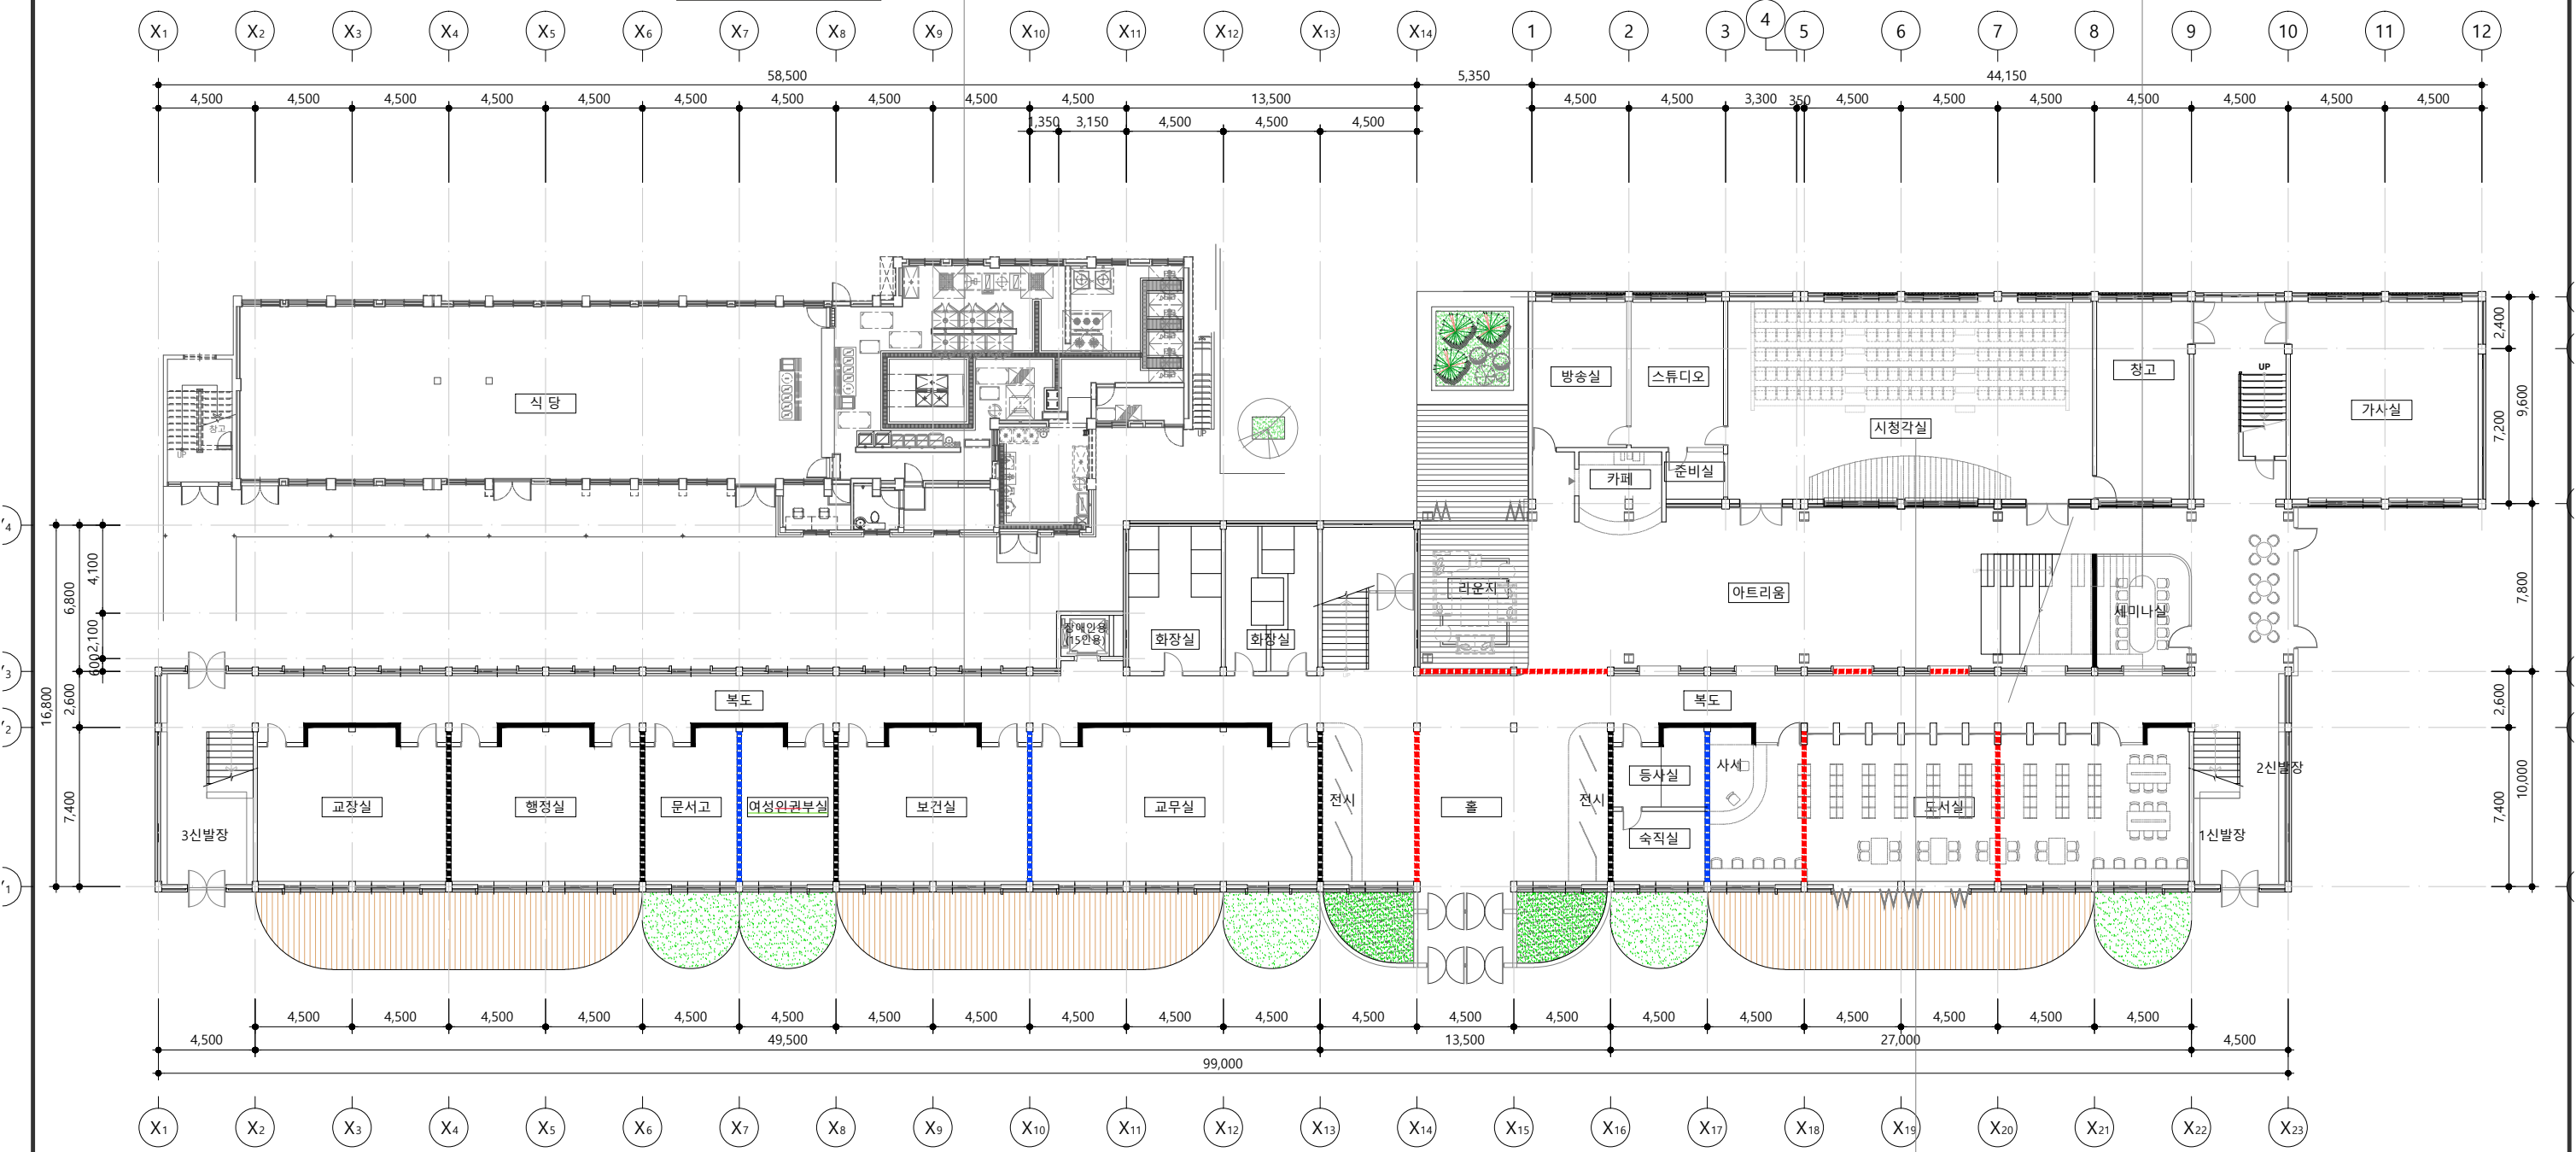 X1 X2 X3 X4 X5 X6 X7 X8 X9 X10 X11 X12 X13 X14 1 2 3 4 5 6 7 8 9 10 11 12
58,500 5,350 44,150
4,500 4,500 4,500 4,500 4,500 4,500 4,500 4,500 4,500 4,500 13,500 4,500 4,500 3,300 350 4,500 4,500 4,500 4,500 4,500 4,500 4,500
1,350 3,150 4,500 4,500 4,500
2,400
UP
방송실 스튜디오 창고
식 당 9,600
가사실
창고 시청각실 7,200
준비실
카페
4,100
6,800 라운지 아트리움 7,800
세미나실
장애인용
(15인용)
2,100 화장실 화장실
600
16,800 2,600 복도 복도 2,600
사세
등사실 2신발장
교장실 행정실 문서고 여성인권부실 보건실 교무실 전시 홀 전시 도서실
7,400 7,400 10,000
3신발장 숙직실 1신발장
4,500 4,500 4,500 4,500 4,500 4,500 4,500 4,500 4,500 4,500 4,500 4,500 4,500 4,500 4,500 4,500 4,500 4,500 4,500 4,500
4,500 49,500 13,500 27,000 4,500
99,000
X1 X2 X3 X4 X5 X6 X7 X8 X9 X10 X11 X12 X13 X14 X15 X16 X17 X18 X19 X20 X21 X22 X23